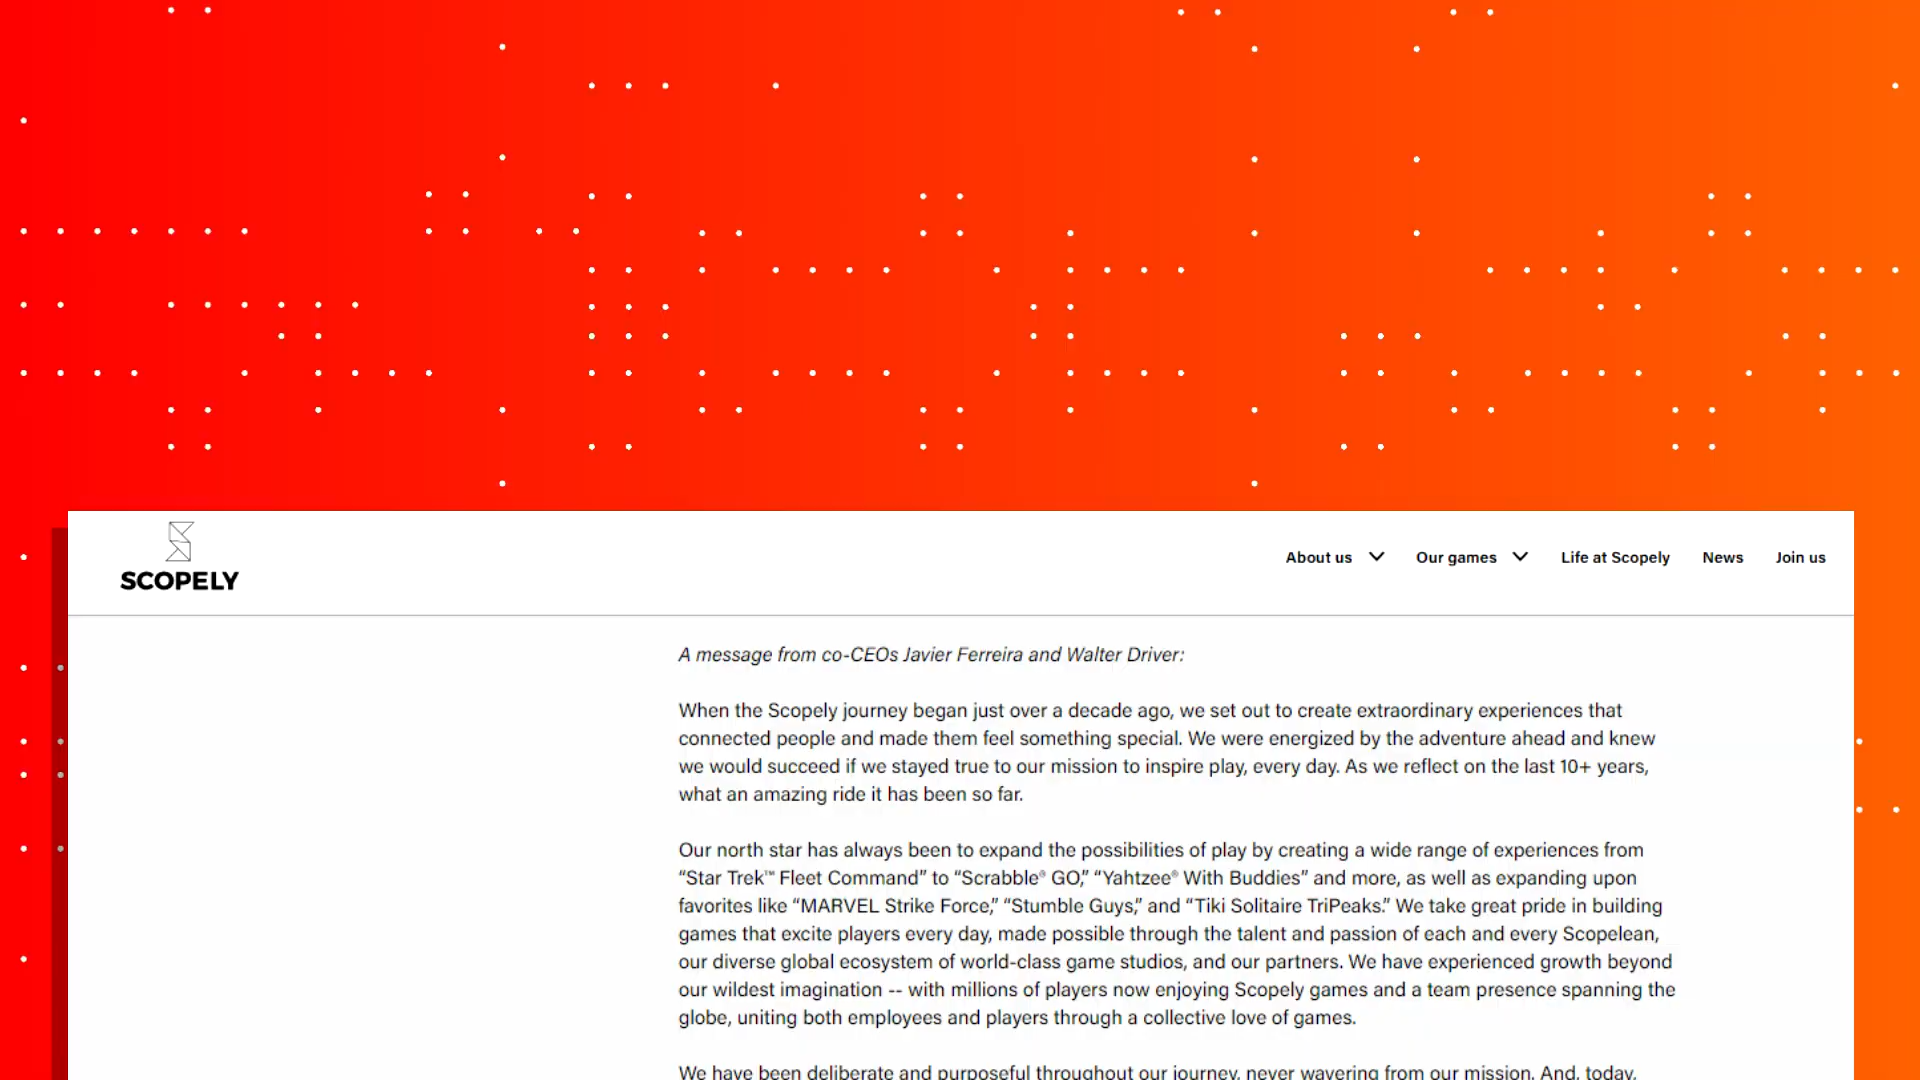 SCOPELY
About us
Our games
Life at Scopely
News
Join us
A message from co-CEOs Javier Ferreira and Walter Driver:
When the Scopely journey began just over a decade ago, we set out to create extraordinary experiences that
connected people and made them feel something special. We were energized by the adventure ahead and knew
we would succeed if we stayed true to our mission to inspire play, every day. As we reflect on the last 10+ years,
what an amazing ride it has been so far.
Our north star has always been to expand the possibilities of play by creating a wide range of experiences from
“Star Trek™ Fleet Command” to “Scrabble® GO,” “Yahtzee® With Buddies” and more, as well as expanding upon
favorites like “MARVEL Strike Force,” “Stumble Guys,” and “Tiki Solitaire TriPeaks.” We take great pride in building
games that excite players every day, made possible through the talent and passion of each and every Scopelean,
our diverse global ecosystem of world-class game studios, and our partners. We have experienced growth beyond
our wildest imagination -- with millions of players now enjoying Scopely games and a team presence spanning the
globe, uniting both employees and players through a collective love of games.
We have been deliberate and purposeful throughout our journey, never wavering from our mission. And, today,